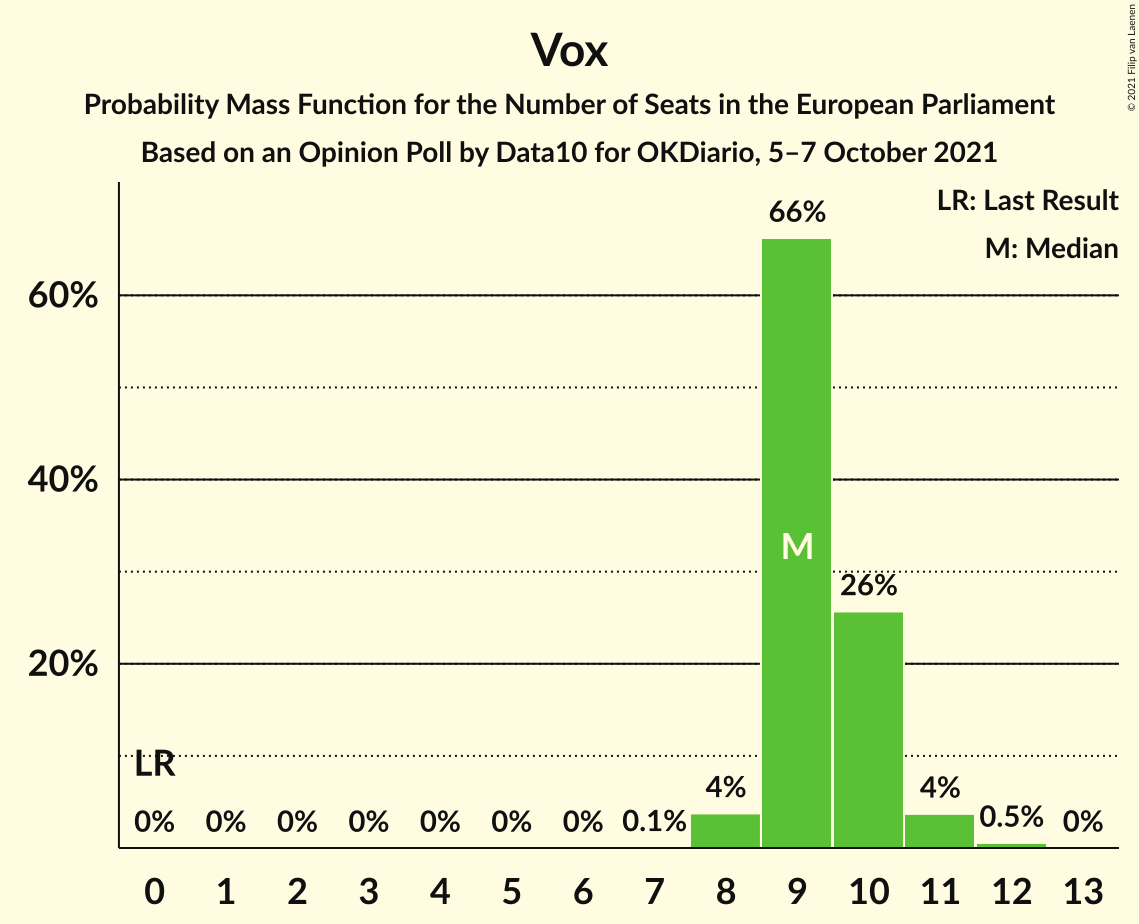 Vox
Probability Mass Function for the Number of Seats in the European Parliament
Based on an Opinion Poll by Data10 for OKDiario, 5–7 October 2021
© 2021 Filip van Laenen
LR: Last Result
M: Median
66%
60%
M
26%
40%
20%
LR
0% 0% 0% 0% 0% 0% 0% 0.1% 4% 4% 0.5% 0%
0 1 2 3 4 5 6 7 8 9 10 11 12 13